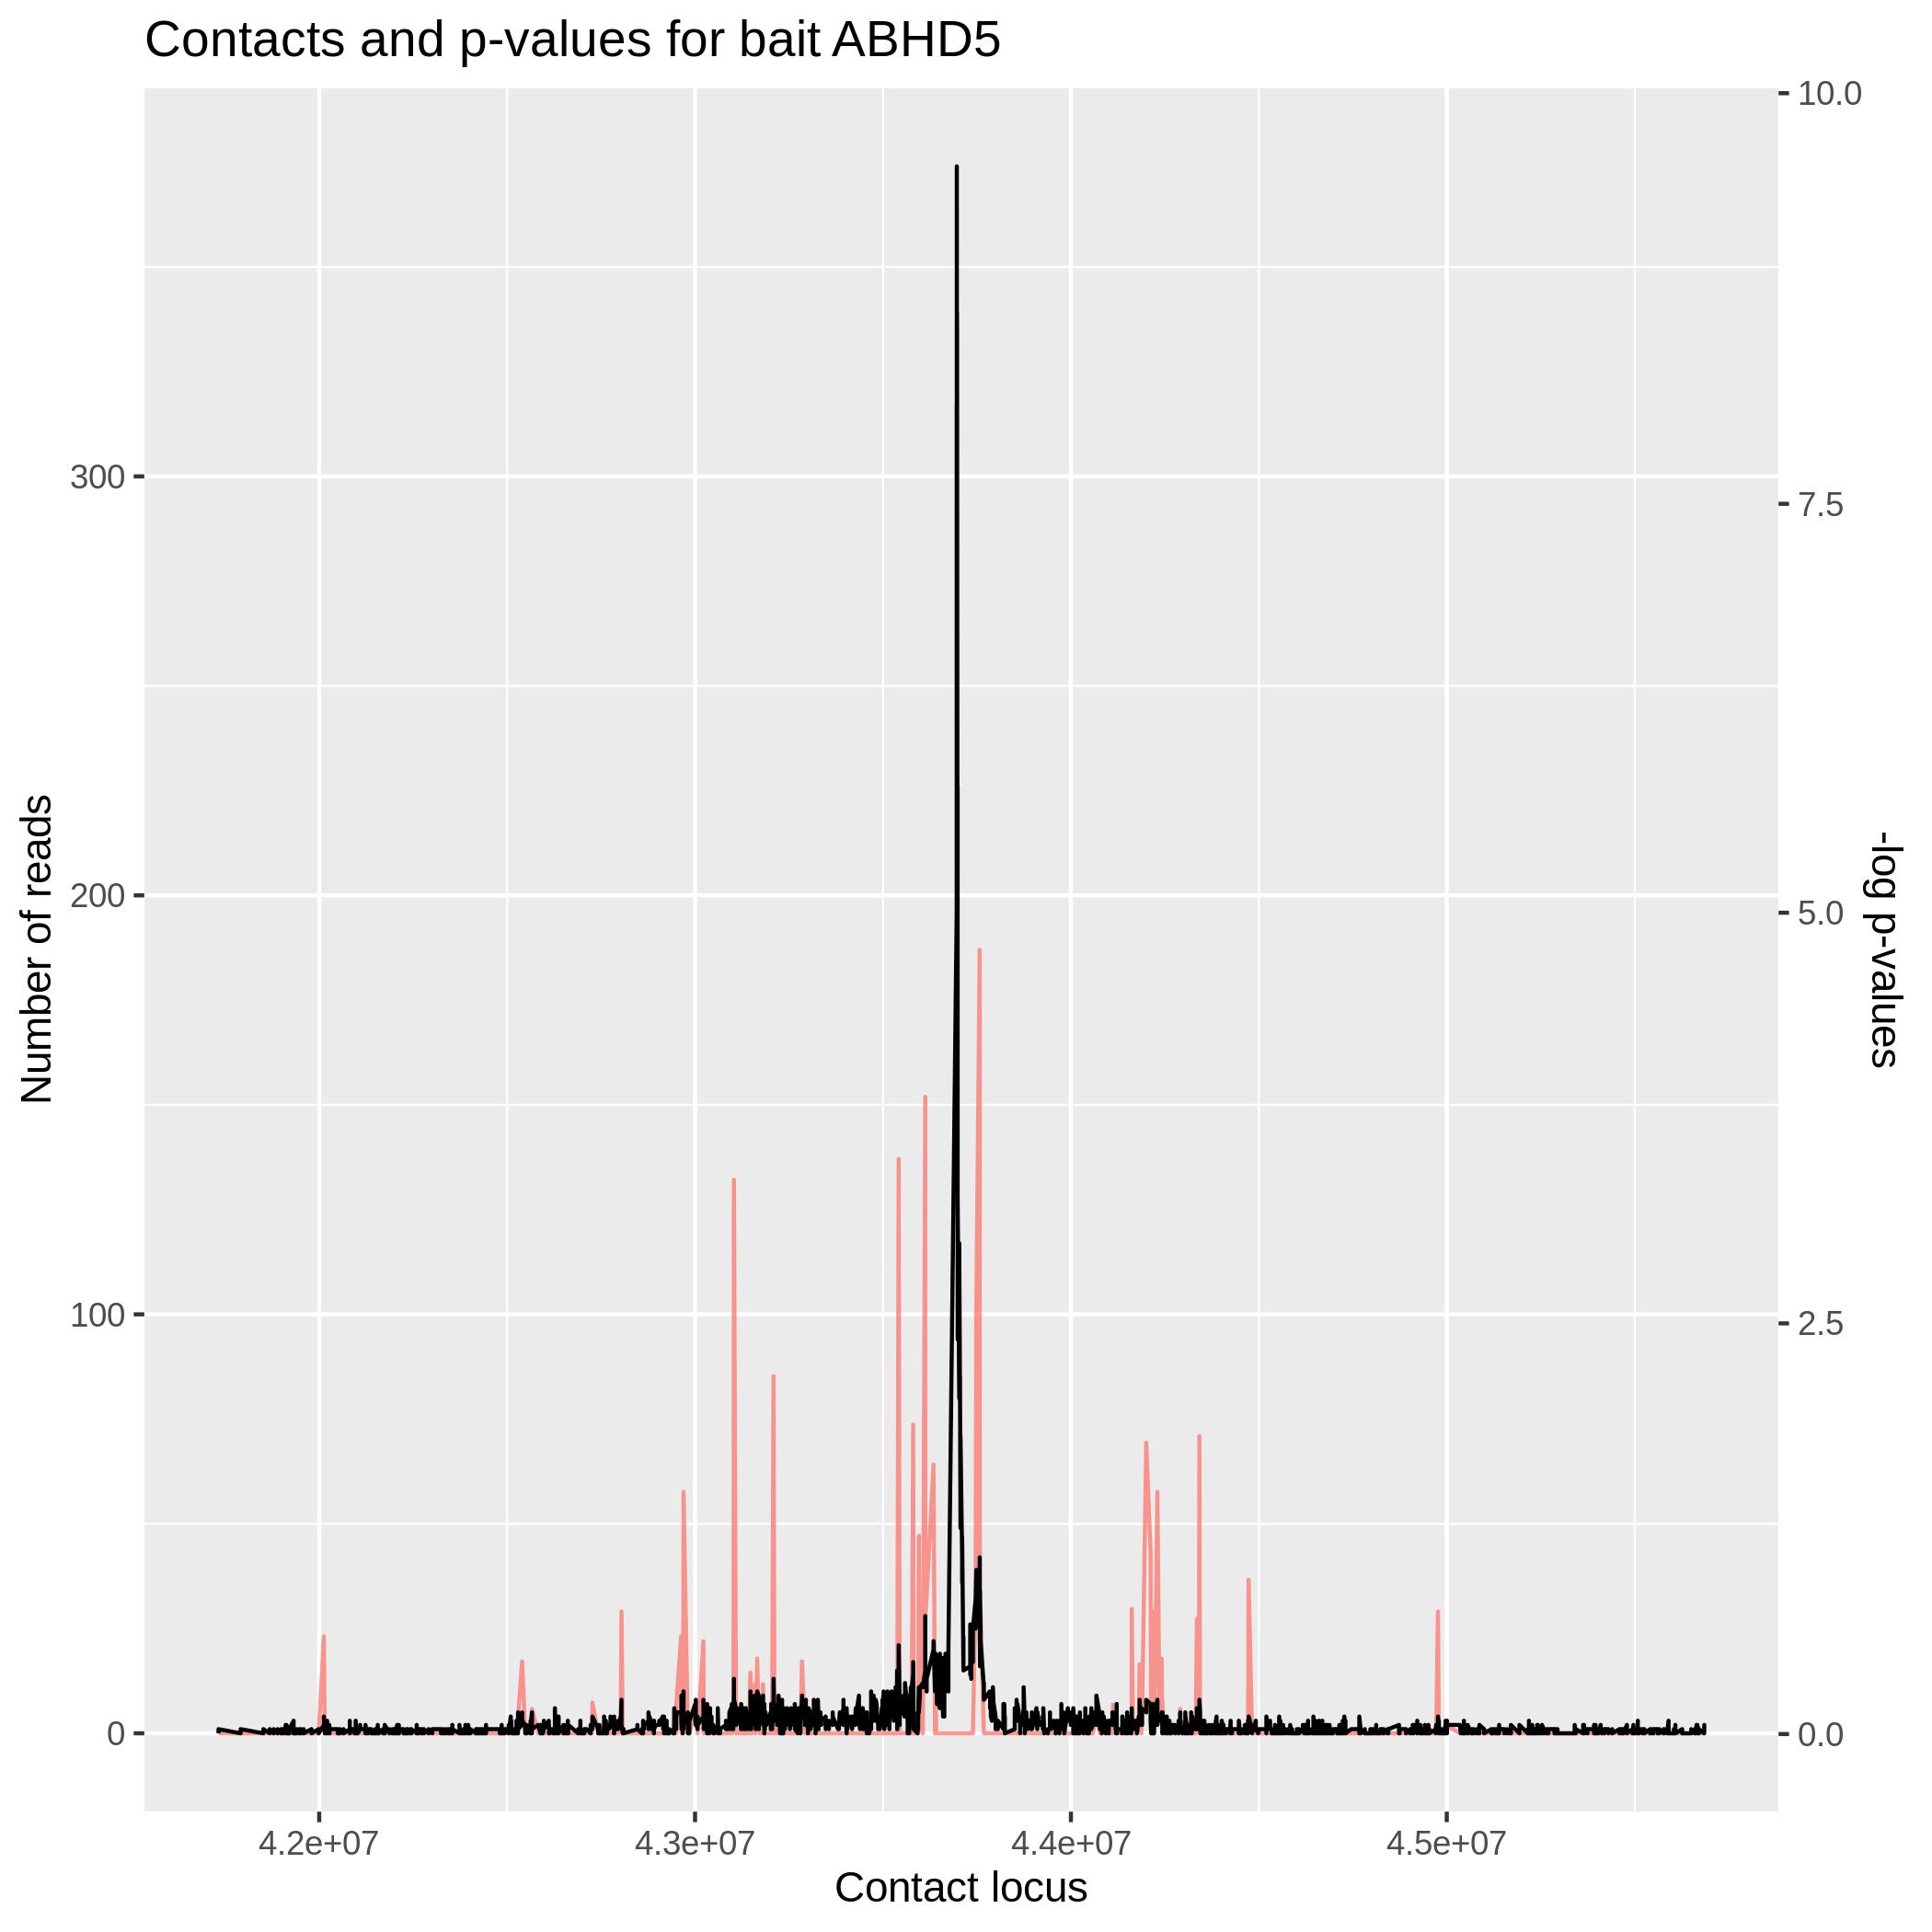 Contacts and p-values for bait ABHD5
10.0
300
7.5
200
5.0
Number of reads
-log p-values
100
2.5
0
0.0
4.2e+07
4.3e+07
4.4e+07
4.5e+07
Contact locus